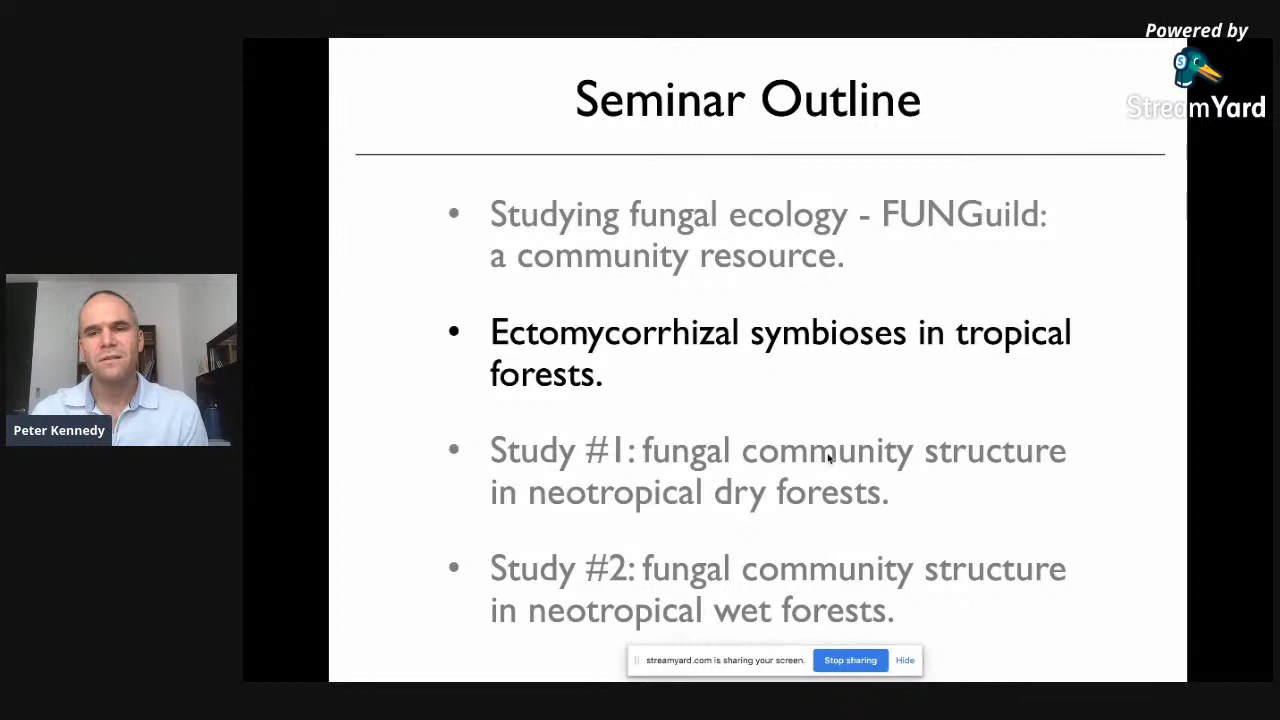 Powered by
StreamYard
Seminar Outline
• Studying fungal ecology - FUNGuild:
a community resource.
• Ectomycorrhizal symbioses in tropical
forests.
• Study #1: fungal community structure
in neotropical dry forests.
• Study #2: fungal community structure
in neotropical wet forests.
Peter Kennedy
streamyard.com is sharing your screen. Stop sharing Hide